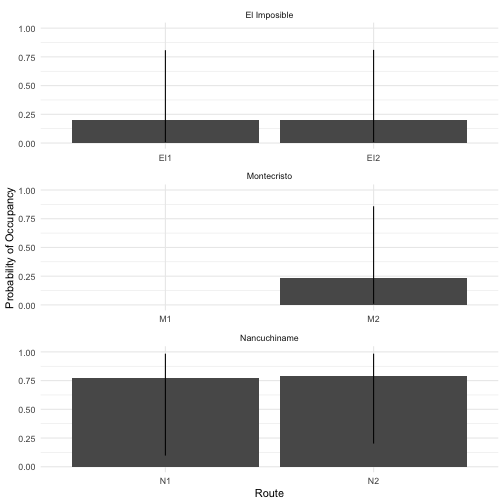 El Imposible
1.00
0.75
0.50
0.25
0.00
EI1 EI2
Montecristo
1.00
0.75
0.50
0.25
0.00
M1 M2
Nancuchiname
1.00
0.75
0.50
0.25
0.00
N1 N2
Route
Probability of Occupancy